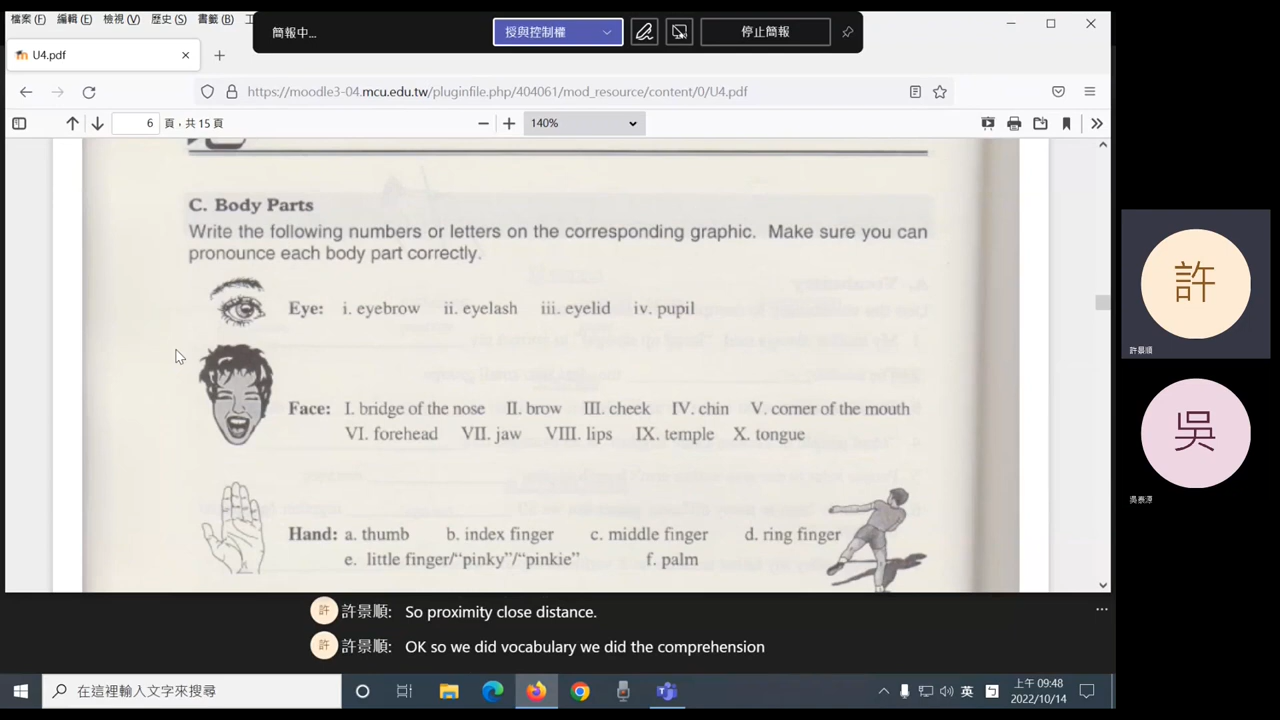 檔案(F) 編輯(E) 檢視(V) 歷史(S) 書籤(B)
簡報中...
授與控制權
停止簡報
U4.pdf
https://moodle3-04.mcu.edu.tw/pluginfile.php/404061/mod_resource/content/0/U4.pdf
6 頁，共 15 頁
140%
C. Body Parts
Write the following numbers or letters on the corresponding graphic. Make sure you can
pronounce each body part correctly.
Eye: i. eyebrow ii. eyelash iii. eyelid iv. pupil
Face: I. bridge of the nose II. brow III. cheek IV. chin V. corner of the mouth
VI. forehead VII. jaw VIII. lips IX. temple X. tongue
Hand: a. thumb b. index finger c. middle finger d. ring finger
e. little finger/“pinky”/“pinkie” f. palm
許
許景順
吳
許 許景順: So proximity close distance.
許 許景順: OK so we did vocabulary we did the comprehension
在這裡輸入文字來搜尋
英
上午 09:48
2022/10/14